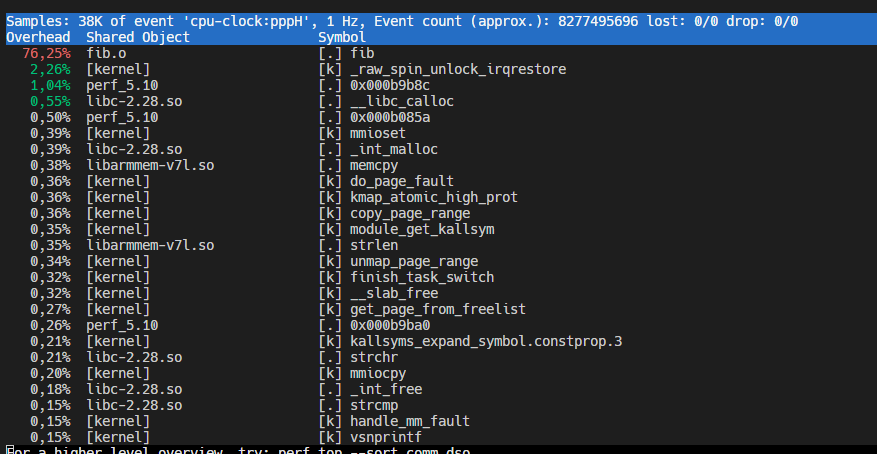 Samples: 38K of event 'cpu-clock:pppH', 1 Hz, Event count (approx.): 8277495696 lost: 0/0 drop: 0/0
Overhead Shared Object Symbol
76,25% fib.o [.] fib
2,26% [kernel] [k] _raw_spin_unlock_irqrestore
1,04% perf_5.10 [.] 0x000b9b8c
0,55% libc-2.28.so [.] __libc_calloc
0,50% perf_5.10 [.] 0x000b085a
0,39% [kernel] [k] mmioset
0,39% libc-2.28.so [.] _int_malloc
0,38% libarmmem-v7l.so [.] memcpy
0,36% [kernel] [k] do_page_fault
0,36% [kernel] [k] kmap_atomic_high_prot
0,36% [kernel] [k] copy_page_range
0,35% [kernel] [k] module_get_kallsym
0,35% libarmmem-v7l.so [.] strlen
0,34% [kernel] [k] unmap_page_range
0,32% [kernel] [k] finish_task_switch
0,32% [kernel] [k] __slab_free
0,27% [kernel] [k] get_page_from_freelist
0,26% perf_5.10 [.] 0x000b9ba0
0,21% [kernel] [k] kallsyms_expand_symbol.constprop.3
0,21% libc-2.28.so [.] strchr
0,20% [kernel] [k] mmiocpy
0,18% libc-2.28.so [.] _int_free
0,15% libc-2.28.so [.] strcmp
0,15% [kernel] [k] handle_mm_fault
0,15% [kernel] [k] vsnprintf
For a higher level overview, try: perf top --sort comm,dso